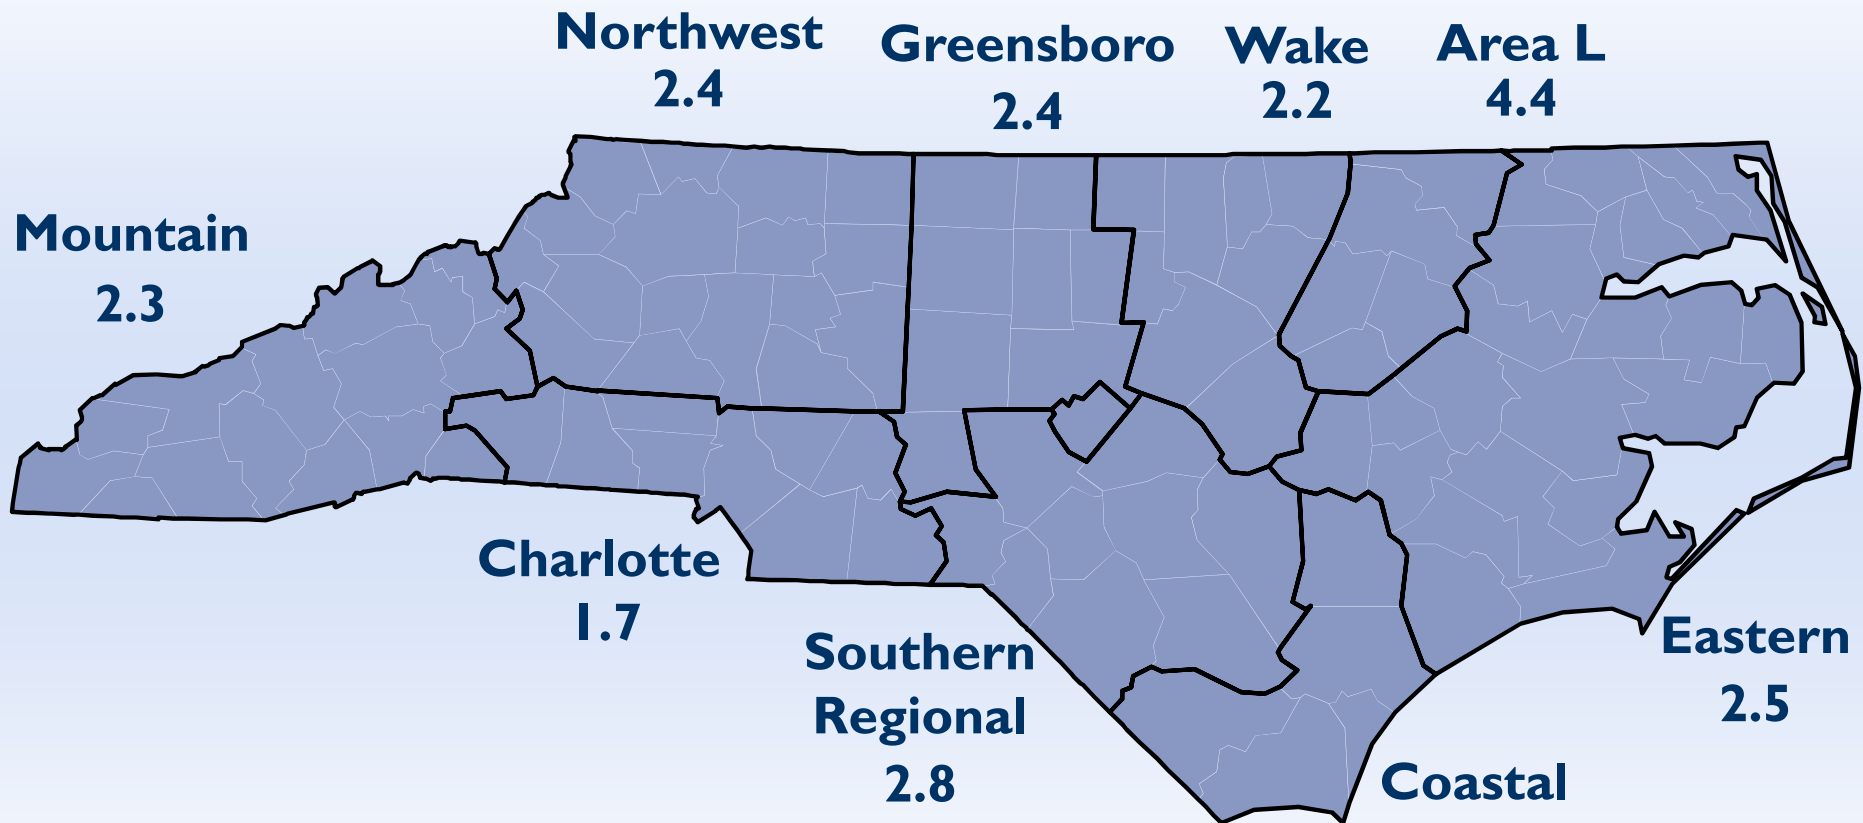 Northwest
2.4
Greensboro
2.4
Wake
2.2
Area L
4.4
Mountain
2.3
Charlotte
1.7
Southern
Regional
2.8
Eastern
2.5
Coastal